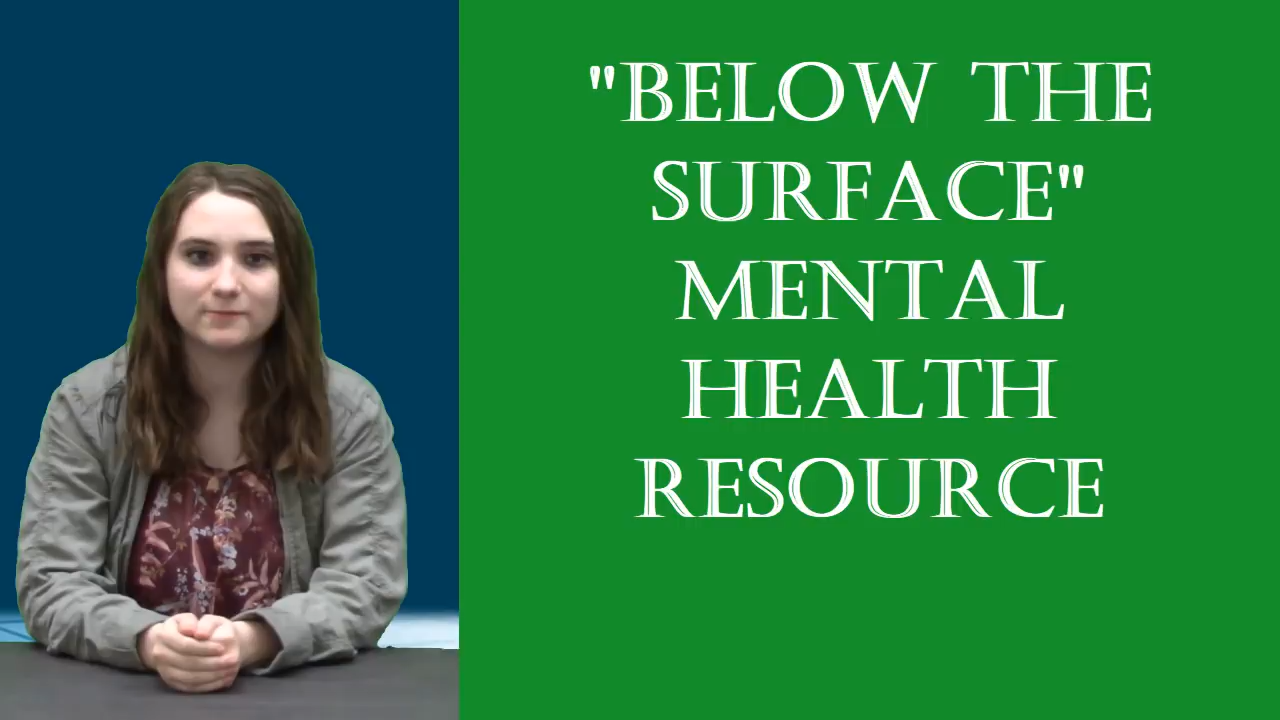 "BELOW THE
SURFACE"
MENTAL
HEALTH
RESOURCE